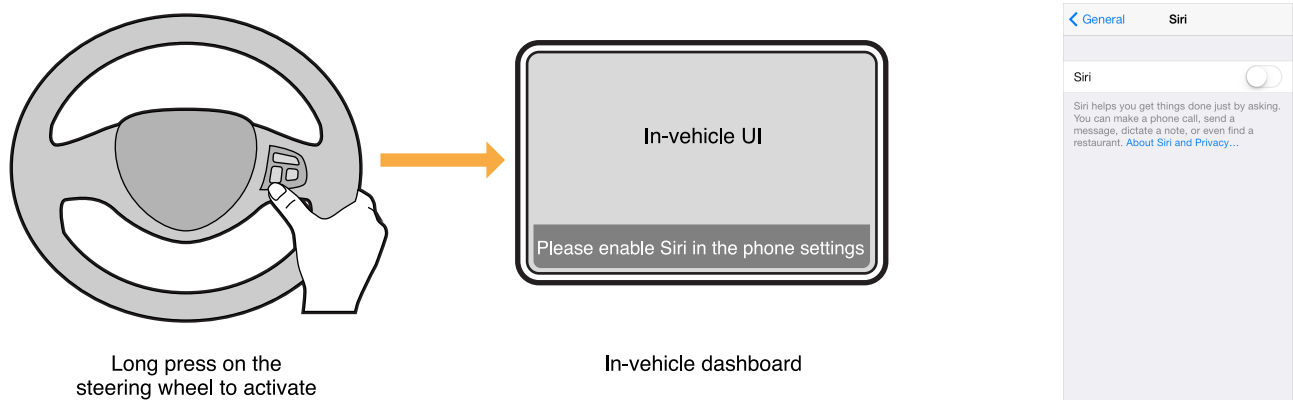 In-vehicle UI
Please enable Siri in the phone settings
Long press on the
steering wheel to activate
In-vehicle dashboard
General Siri
Siri
Siri helps you get things done just by asking.
You can make a phone call, send a
message, dictate a note, or even find a
restaurant. About Siri and Privacy...